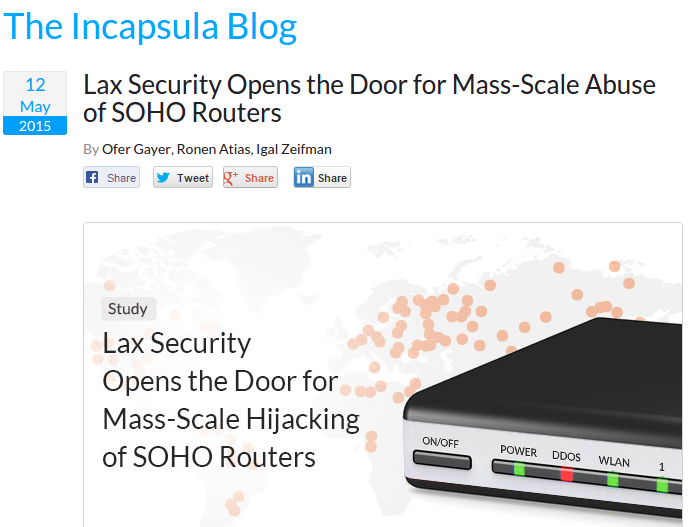 The Incapsula Blog
12
May
2015
Lax Security Opens the Door for Mass-Scale Abuse
of SOHO Routers
By Ofer Gayer, Ronen Atias, Igal Zeifman
Share Tweet Share Share
Study
Lax Security
Opens the Door for
Mass-Scale Hijacking
of SOHO Routers
ON/OFF POWER DDOS WLAN 1